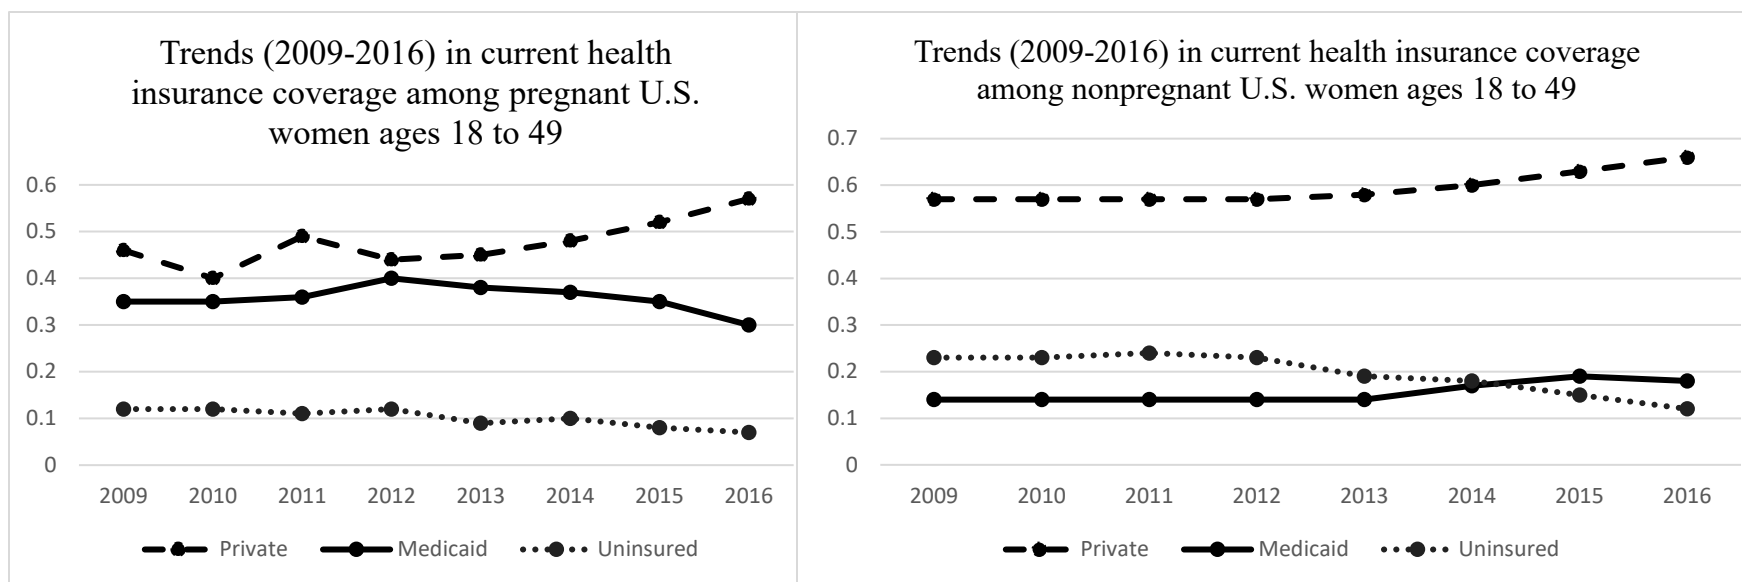 Trends (2009-2016) in current health
insurance coverage among pregnant U.S.
women ages 18 to 49
0.6
0.5
0.4
0.3
0.2
0.1
0
2009 2010 2011 2012 2013 2014 2015 2016
Private Medicaid Uninsured
Trends (2009-2016) in current health insurance coverage
among nonpregnant U.S. women ages 18 to 49
0.7
0.6
0.5
0.4
0.3
0.2
0.1
0
2009 2010 2011 2012 2013 2014 2015 2016
Private Medicaid Uninsured